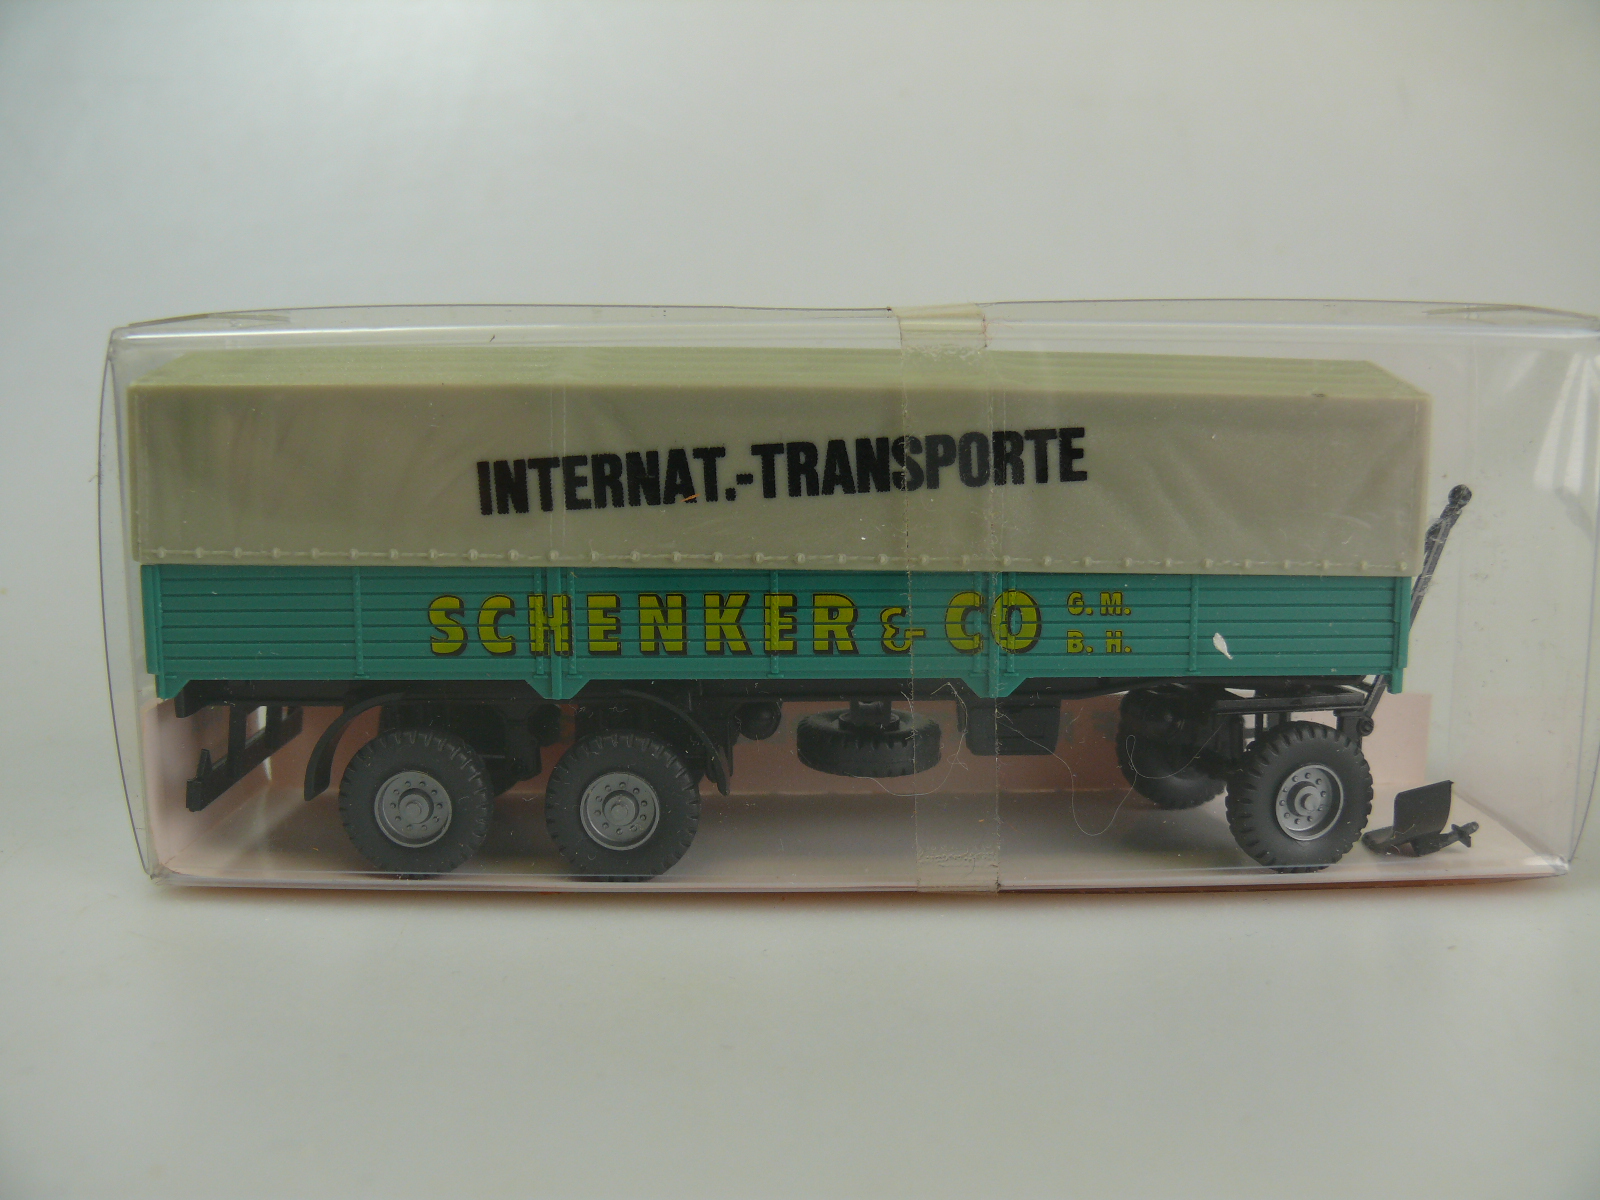 INTERNAT.-TRANSPORTE
SCHENKER & CO G. M.
B. H.